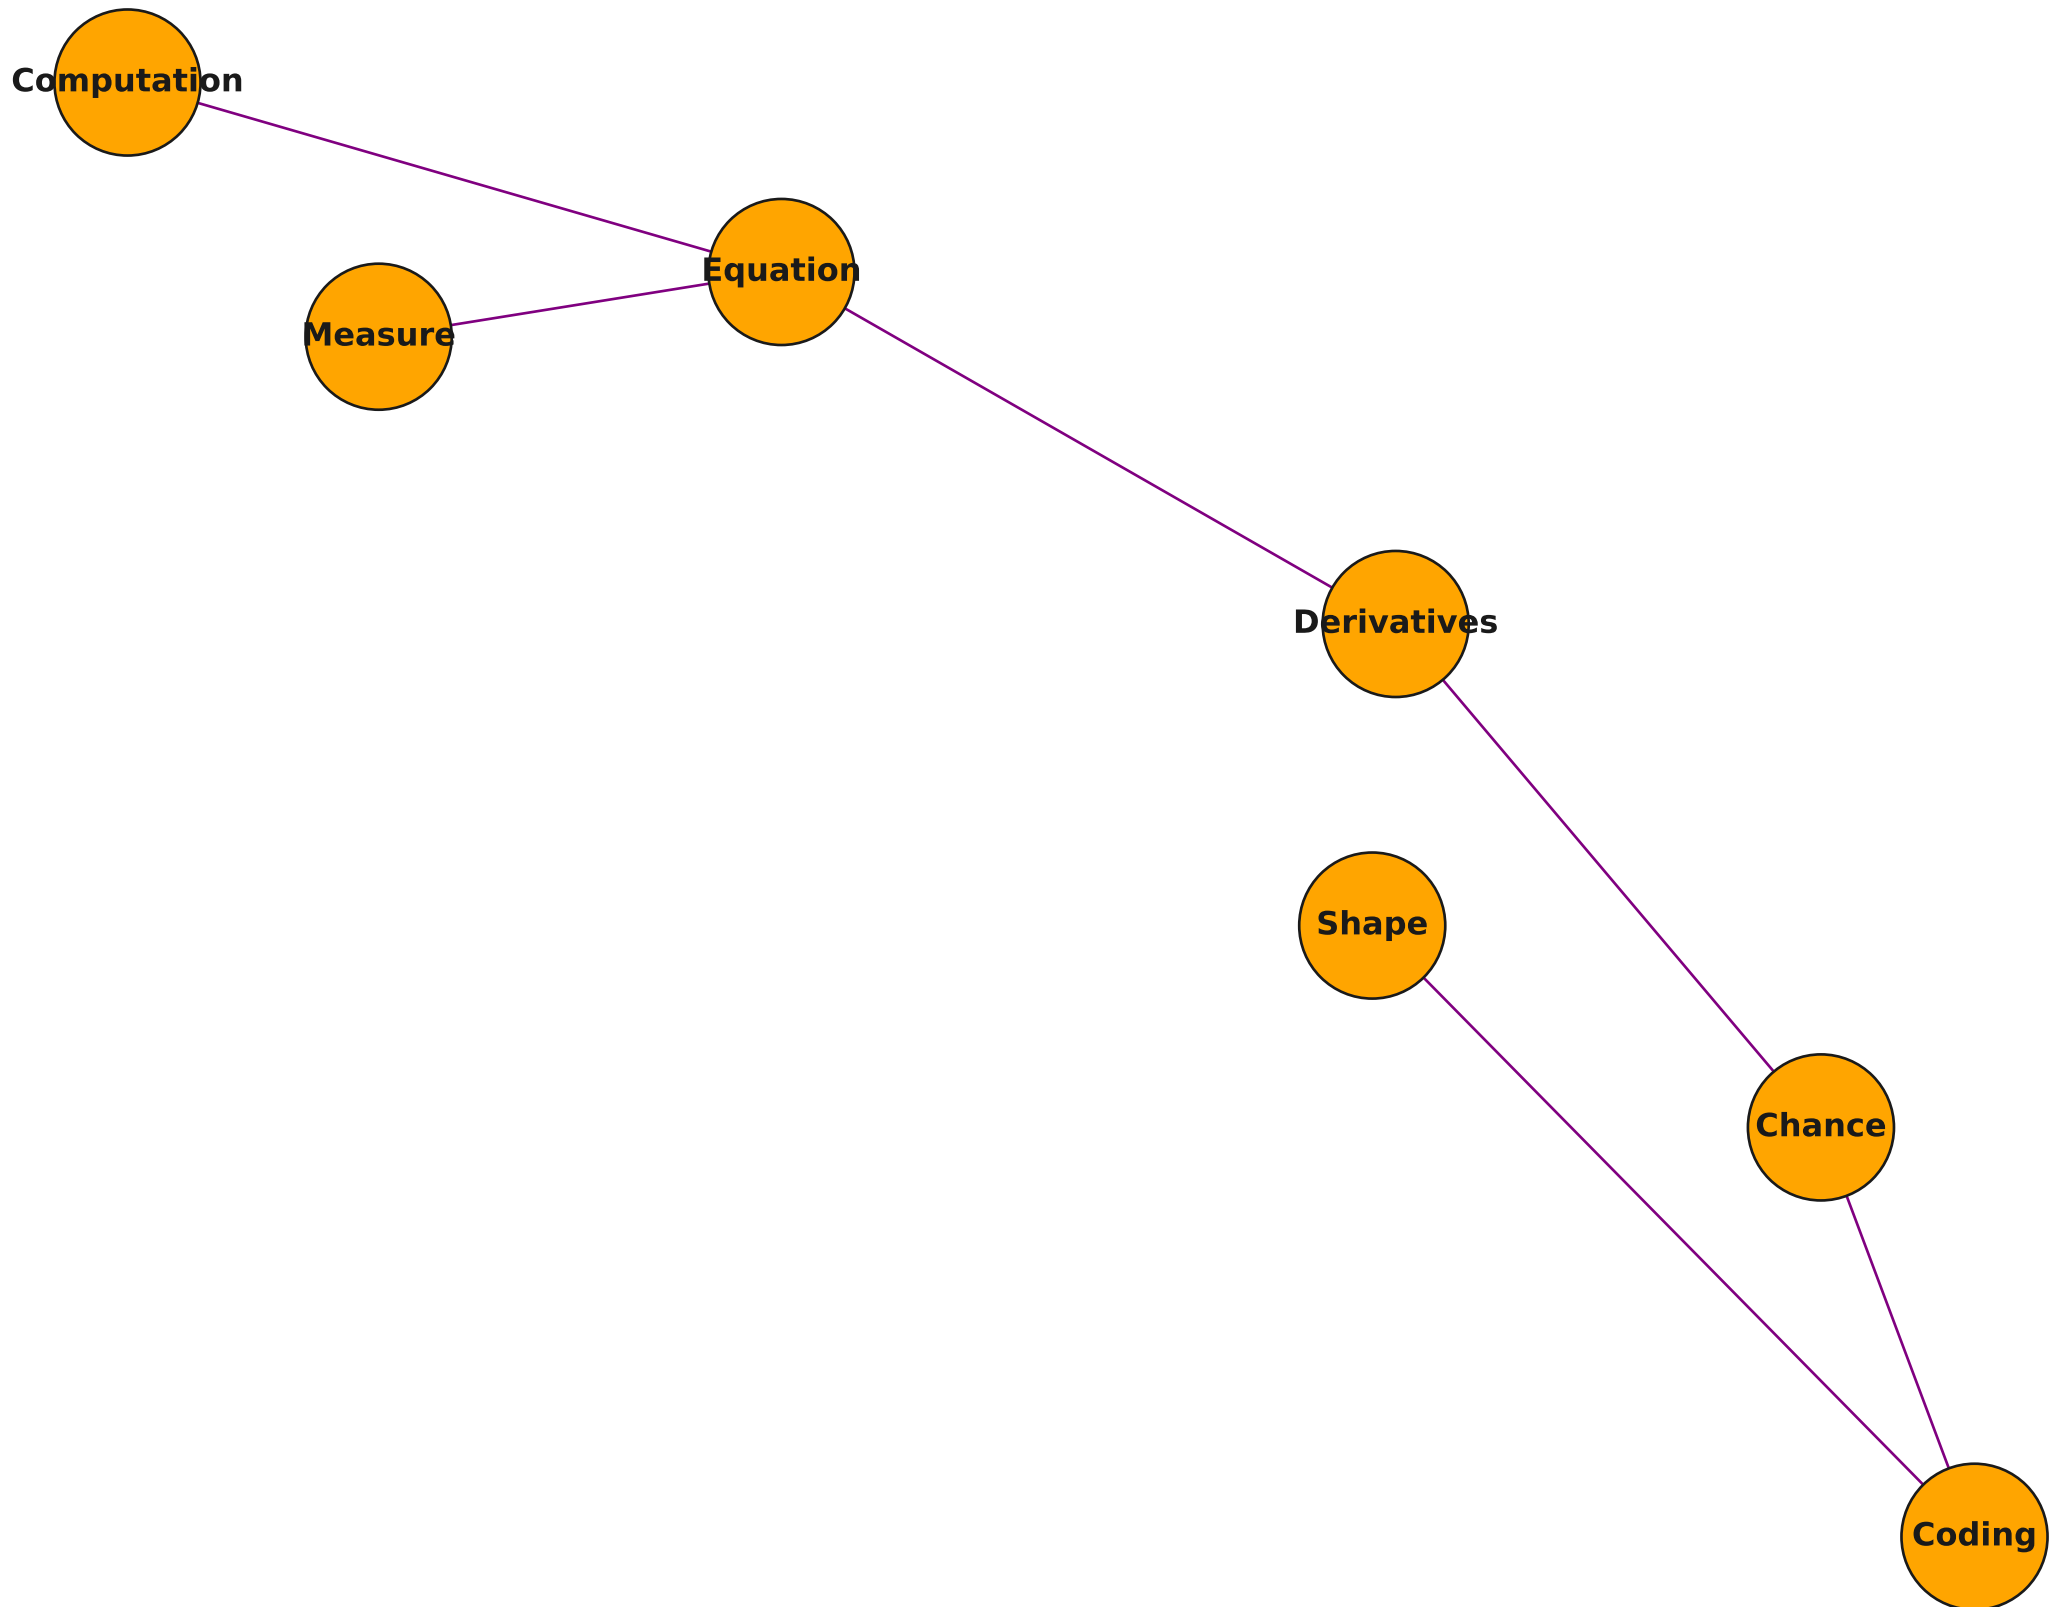 Computation
Equation
Measure
Derivatives
Shape
Chance
Coding